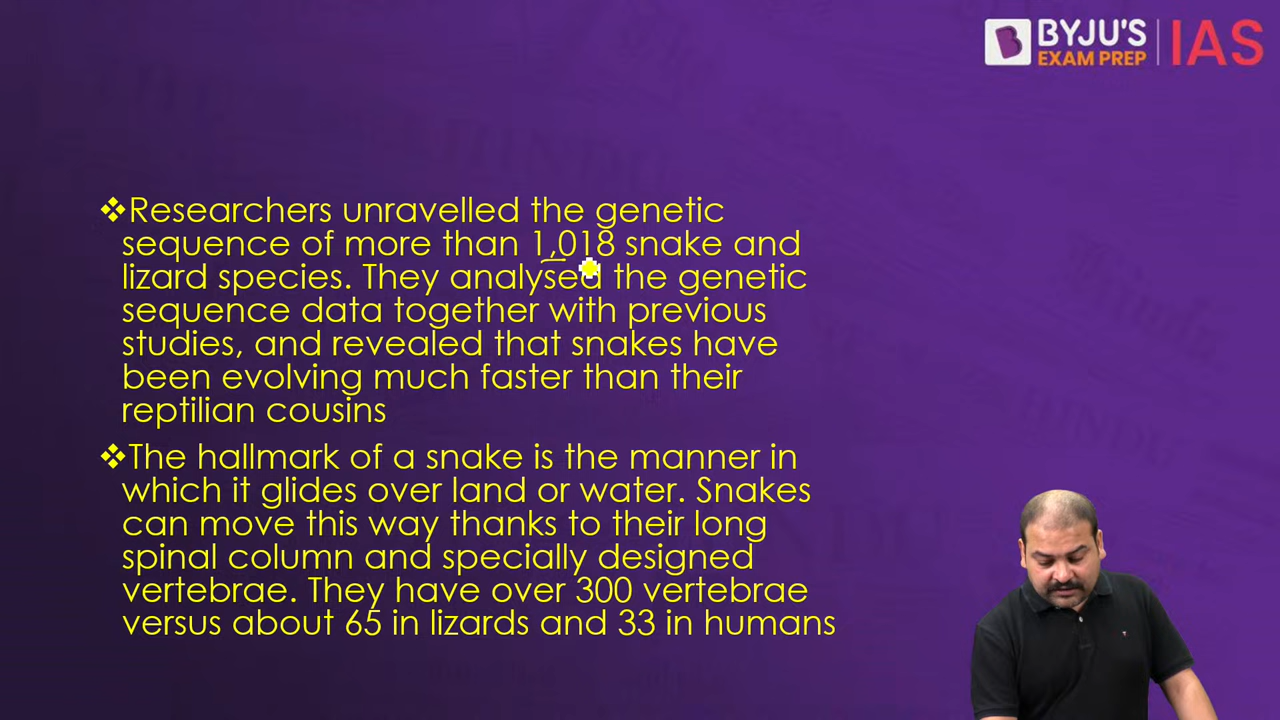 BYJU'S
EXAM PREP
IAS
❖Researchers unravelled the genetic
sequence of more than 1,018 snake and
lizard species. They analysed the genetic
sequence data together with previous
studies, and revealed that snakes have
been evolving much faster than their
reptilian cousins
❖The hallmark of a snake is the manner in
which it glides over land or water. Snakes
can move this way thanks to their long
spinal column and specially designed
vertebrae. They have over 300 vertebrae
versus about 65 in lizards and 33 in humans